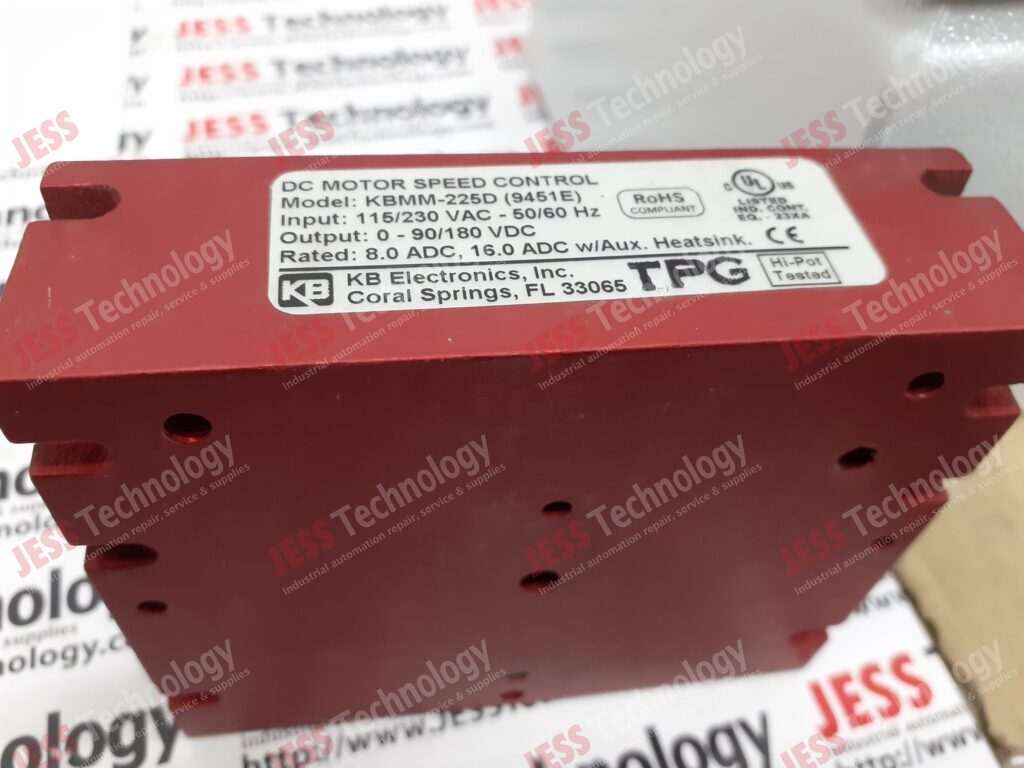 DC MOTOR SPEED CONTROL
Model: KBMM-225D (9451E)
Input: 115/230 VAC - 50/60 Hz
Output: 0 - 90/180 VDC
Rated: 8.0 ADC, 16.0 ADC w/Aux. Heatsink.
RoHS
COMPLIANT
C UL US
LISTED
IND. CONT.
EQ. - 23XA
CE
KB
KB Electronics, Inc.
Coral Springs, FL 33065
TPG
Hi-Pot
Tested
JESS Technology
Industrial automation repair, service & supplies